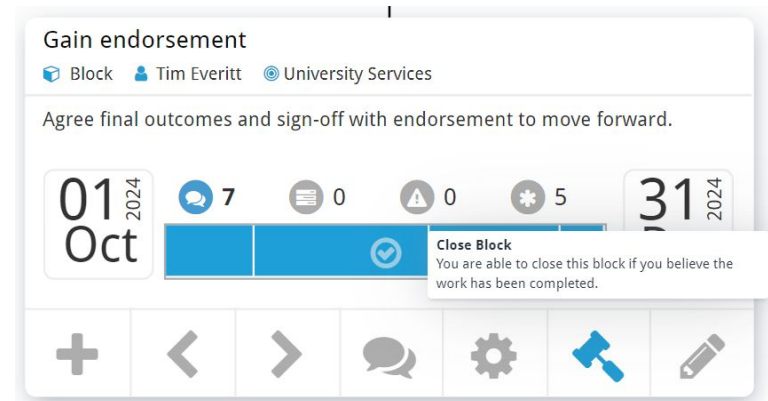 Gain endorsement
Block Tim Everitt University Services
Agree final outcomes and sign-off with endorsement to move forward.
01 Oct 2024
7 0 0 5
31 2024
Close Block
You are able to close this block if you believe the
work has been completed.